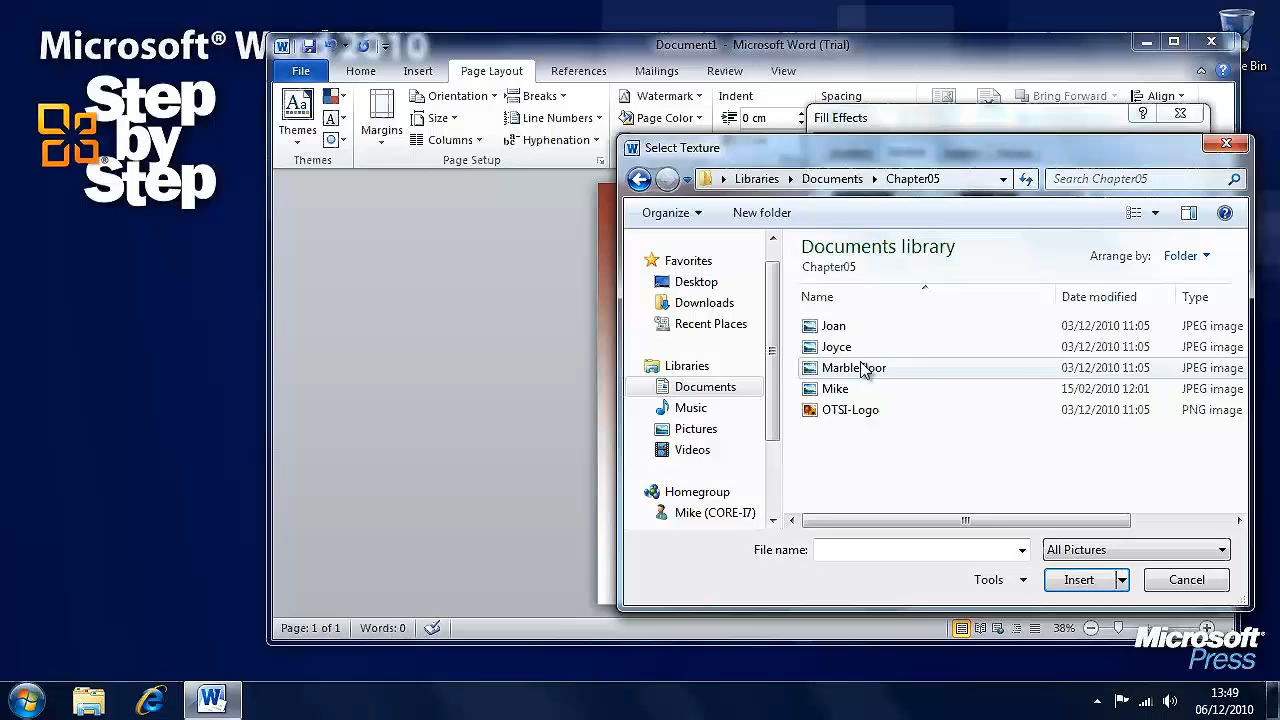 Microsoft® W
Step
by
Step
Document1 - Microsoft Word (Trial)
File
Home
Insert
Page Layout
References
Mailings
Review
View
Themes
Margins
Orientation
Size
Columns
Breaks
Line Numbers
Hyphenation
Themes
Page Setup
Watermark
Page Color
Indent
0 cm
Spacing
Bring Forward
Align
Fill Effects
Select Texture
Libraries
Documents
Chapter05
Search Chapter05
Organize
New folder
Favorites
Desktop
Downloads
Recent Places
Libraries
Documents
Music
Pictures
Videos
Homegroup
Mike (CORE-I7)
Documents library
Chapter05
Arrange by: Folder
Name Date modified Type
Joan 03/12/2010 11:05 JPEG image
Joyce 03/12/2010 11:05 JPEG image
03/12/2010 11:05 JPEG image
Mike 15/02/2010 12:01 JPEG image
OTSI-Logo 03/12/2010 11:05 PNG image
File name:
All Pictures
Tools
Insert
Cancel
Page: 1 of 1
Words: 0
38%
Microsoft®
Press
13:49
06/12/2010